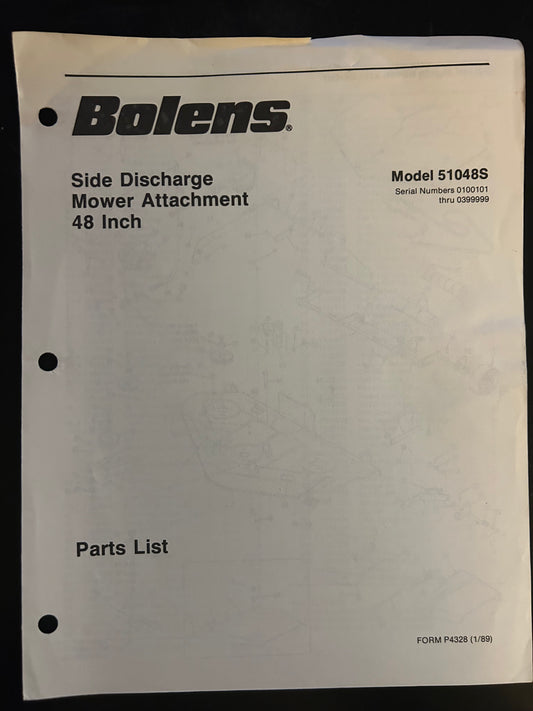 Bolens®
Side Discharge
Mower Attachment
48 Inch
Model 51048S
Serial Numbers 0100101
thru 0399999
Parts List
FORM P4328 (1/89)